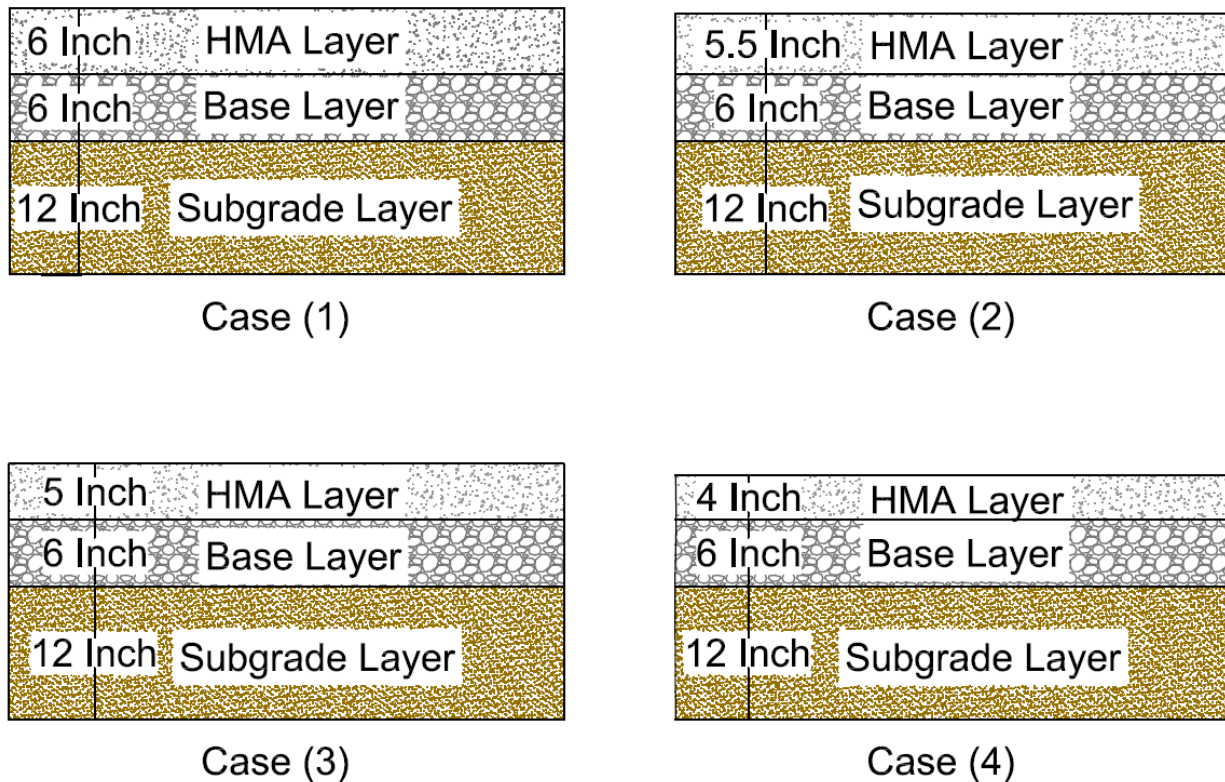 6 Inch HMA Layer
6 Inch Base Layer
12 Inch Subgrade Layer
Case (1)
5.5 Inch HMA Layer
6 Inch Base Layer
12 Inch Subgrade Layer
Case (2)
5 Inch HMA Layer
6 Inch Base Layer
12 Inch Subgrade Layer
Case (3)
4 Inch HMA Layer
6 Inch Base Layer
12 Inch Subgrade Layer
Case (4)